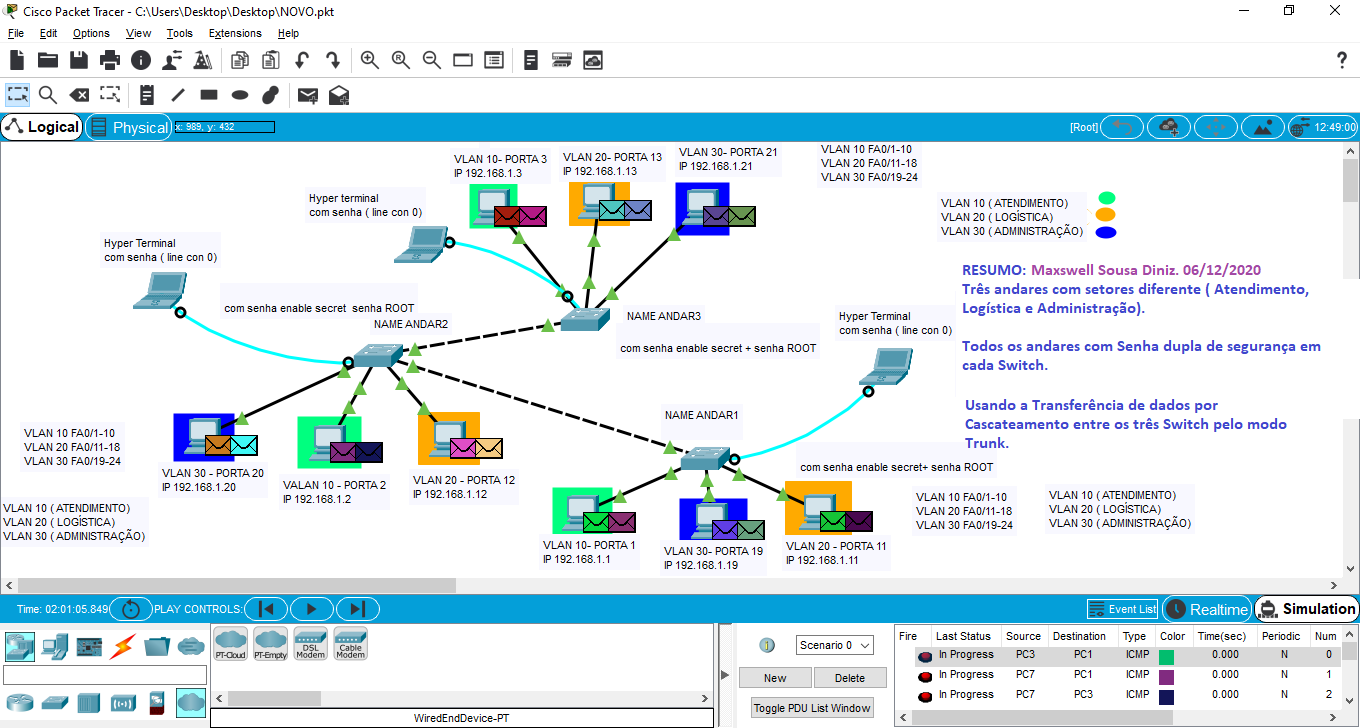 Cisco Packet Tracer - C:\Users\Desktop\Desktop\NOVO.pkt
File Edit Options View Tools Extensions Help
Logical
Physical
x: 989, y: 432
[Root]
12:49:00
VLAN 10- PORTA 3
IP 192.168.1.3
VLAN 20- PORTA 13
IP 192.168.1.13
VLAN 30- PORTA 21
IP 192.168.1.21
VLAN 10 FA0/1-10
VLAN 20 FA0/11-18
VLAN 30 FA0/19-24
Hyper terminal
com senha ( line con 0)
VLAN 10 ( ATENDIMENTO)
VLAN 20 ( LOGÍSTICA)
VLAN 30 ( ADMINISTRAÇÃO)
Hyper Terminal
com senha ( line con 0)
RESUMO: Maxswell Sousa Diniz. 06/12/2020
Três andares com setores diferente ( Atendimento,
Logística e Administração).
Todos os andares com Senha dupla de segurança em
cada Switch.
Usando a Transferência de dados por
Cascateamento entre os três Switch pelo modo
Trunk.
com senha enable secret senha ROOT
NAME ANDAR2
NAME ANDAR3
com senha enable secret + senha ROOT
Hyper Terminal
com senha ( line con 0)
NAME ANDAR1
com senha enable secret+ senha ROOT
VLAN 10 FA0/1-10
VLAN 20 FA0/11-18
VLAN 30 FA0/19-24
VLAN 30 - PORTA 20
IP 192.168.1.20
VALAN 10 - PORTA 2
IP 192.168.1.2
VLAN 20 - PORTA 12
IP 192.168.1.12
VLAN 10 ( ATENDIMENTO)
VLAN 20 ( LOGÍSTICA)
VLAN 30 ( ADMINISTRAÇÃO)
VLAN 10- PORTA 1
IP 192.168.1.1
VLAN 30- PORTA 19
IP 192.168.1.19
VLAN 20 - PORTA 11
IP 192.168.1.11
VLAN 10 FA0/1-10
VLAN 20 FA0/11-18
VLAN 30 FA0/19-24
VLAN 10 ( ATENDIMENTO)
VLAN 20 ( LOGÍSTICA)
VLAN 30 ( ADMINISTRAÇÃO)
Time: 02:01:05.849
PLAY CONTROLS:
Event List
Realtime
Simulation
PT-Cloud
PT-Empty
DSL Modem
Cable Modem
WiredEndDevice-PT
Scenario 0
New
Delete
Toggle PDU List Window
Fire Last Status Source Destination Type Color Time(sec) Periodic Num
In Progress PC3 PC1 ICMP 0.000 N 0
In Progress PC7 PC1 ICMP 0.000 N 1
In Progress PC7 PC3 ICMP 0.000 N 2